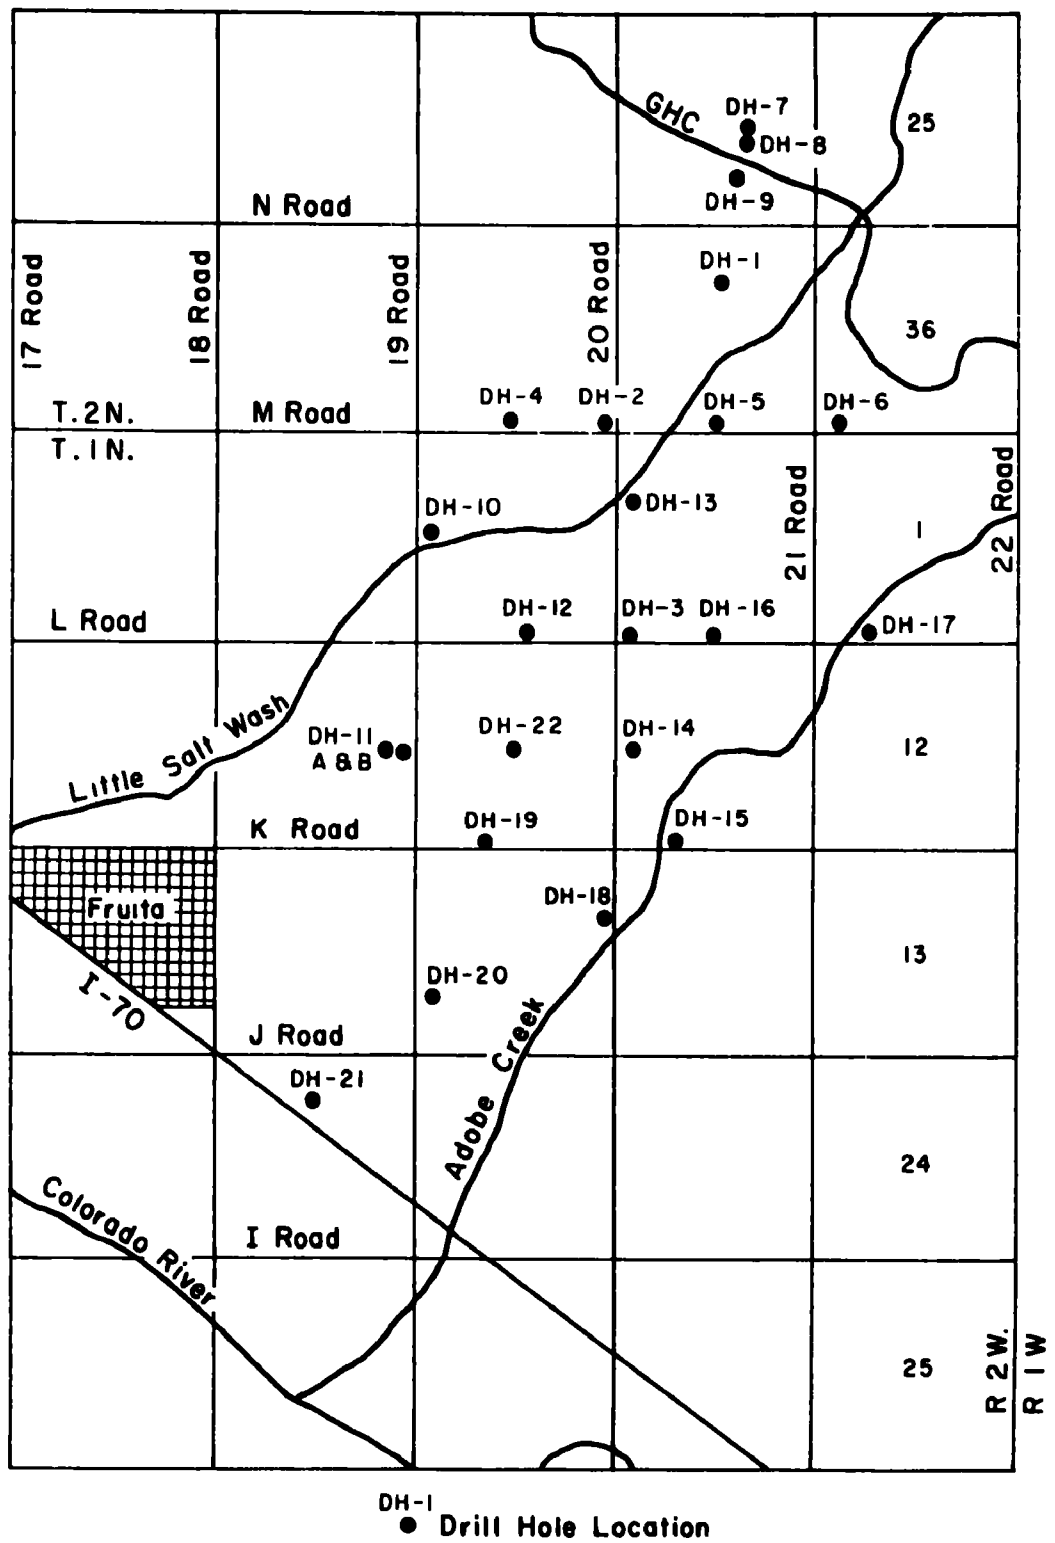 GHC
DH-7
DH-8
25
DH-9
N Road
17 Road
18 Road
19 Road
20 Road
DH-1
36
T.2N.
M Road
DH-4
DH-2
DH-5
DH-6
T.1N.
DH-10
DH-13
21 Road
1
22 Road
L Road
DH-12
DH-3
DH-16
DH-17
Little Salt Wash
DH-11
A & B
DH-22
DH-14
12
K Road
DH-19
DH-15
Fruita
DH-18
13
I-70
DH-20
J Road
Adobe Creek
DH-21
24
Colorado River
I Road
25
R 2W.
R 1W
DH-1
Drill Hole Location